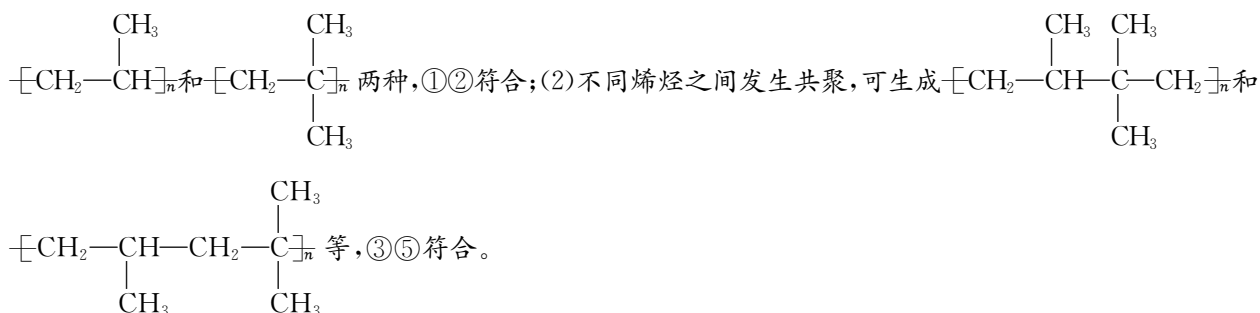 CH₃ CH₃ CH₃ CH₃
─[CH₂—CH]ₙ和─[CH₂—C]ₙ两种,①②符合;(2)不同烯烃之间发生共聚,可生成─[CH₂—CH—C—CH₂]ₙ和
CH₃ CH₃
CH₃
─[CH₂—CH—CH₂—C]ₙ等,③⑤符合。
CH₃ CH₃